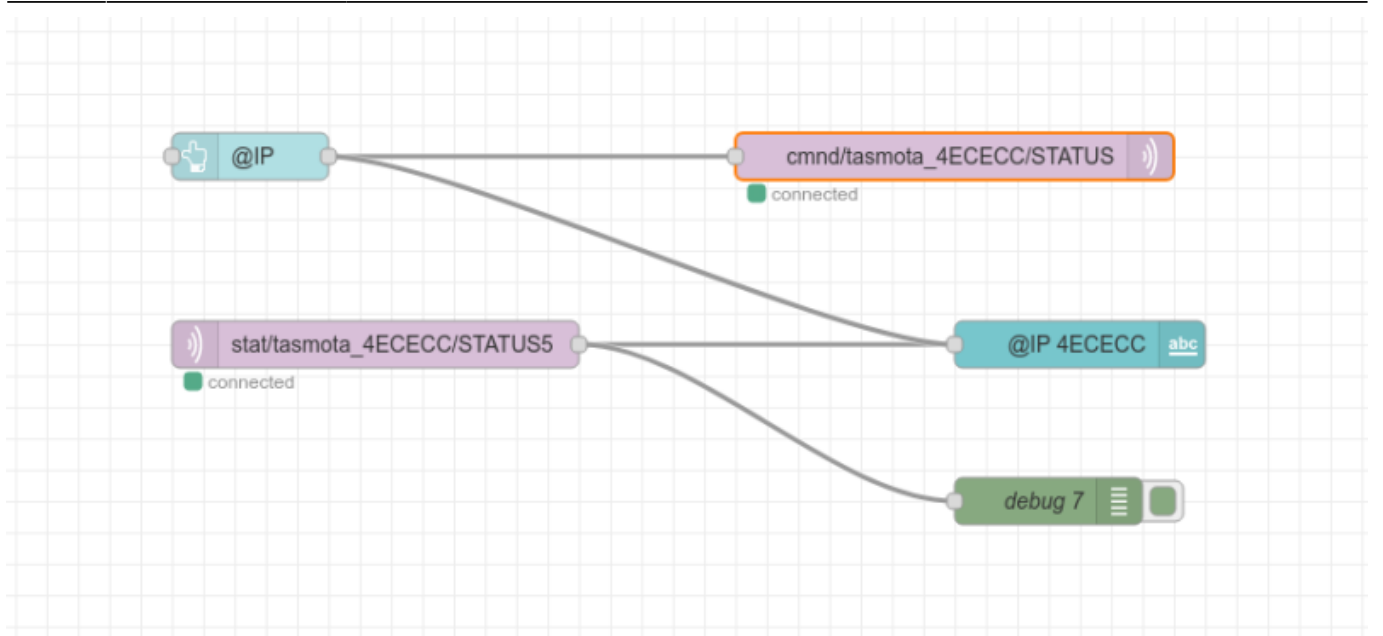 @IP
cmnd/tasmota_4ECECC/STATUS
connected
stat/tasmota_4ECECC/STATUS5
connected
@IP 4ECECC
abc
debug 7